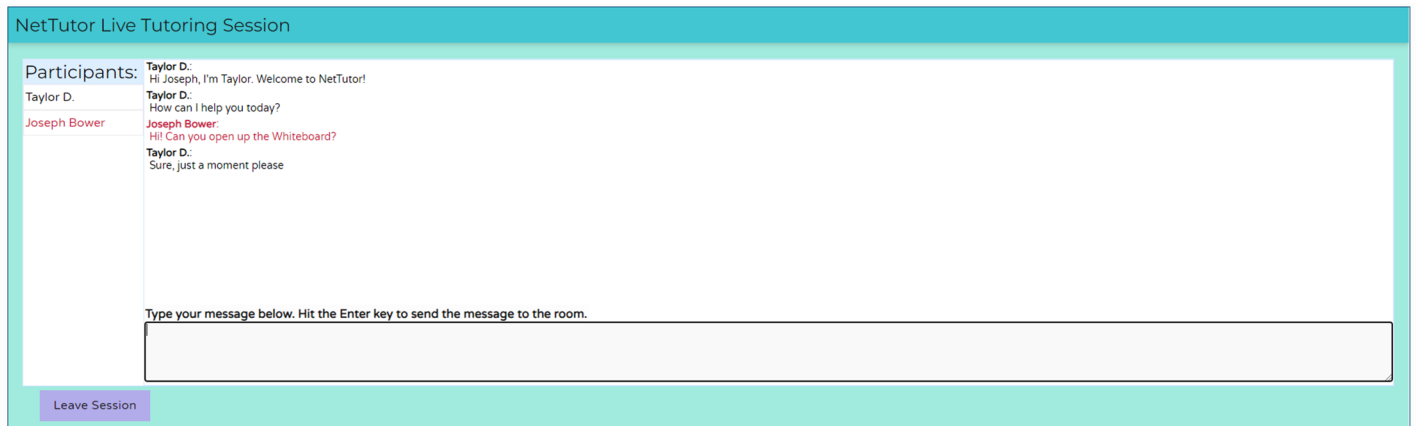 NetTutor Live Tutoring Session
Participants:
Taylor D.
Joseph Bower
Taylor D.:
Hi Joseph, I'm Taylor. Welcome to NetTutor!
Taylor D.:
How can I help you today?
Joseph Bower:
Hi! Can you open up the Whiteboard?
Taylor D.:
Sure, just a moment please
Type your message below. Hit the Enter key to send the message to the room.
Leave Session